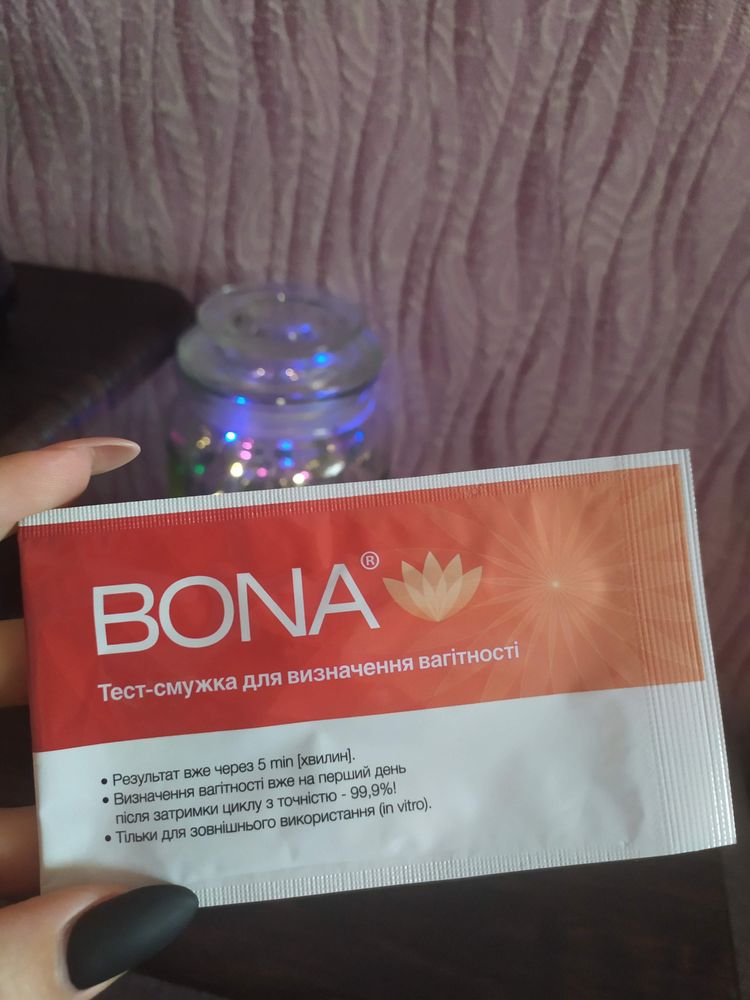 BONA®
Тест-смужка для визначення вагітності
• Результат вже через 5 min [хвилин].
• Визначення вагітності вже на перший день
після затримки циклу з точністю - 99,9%!
• Тільки для зовнішнього використання (in vitro).